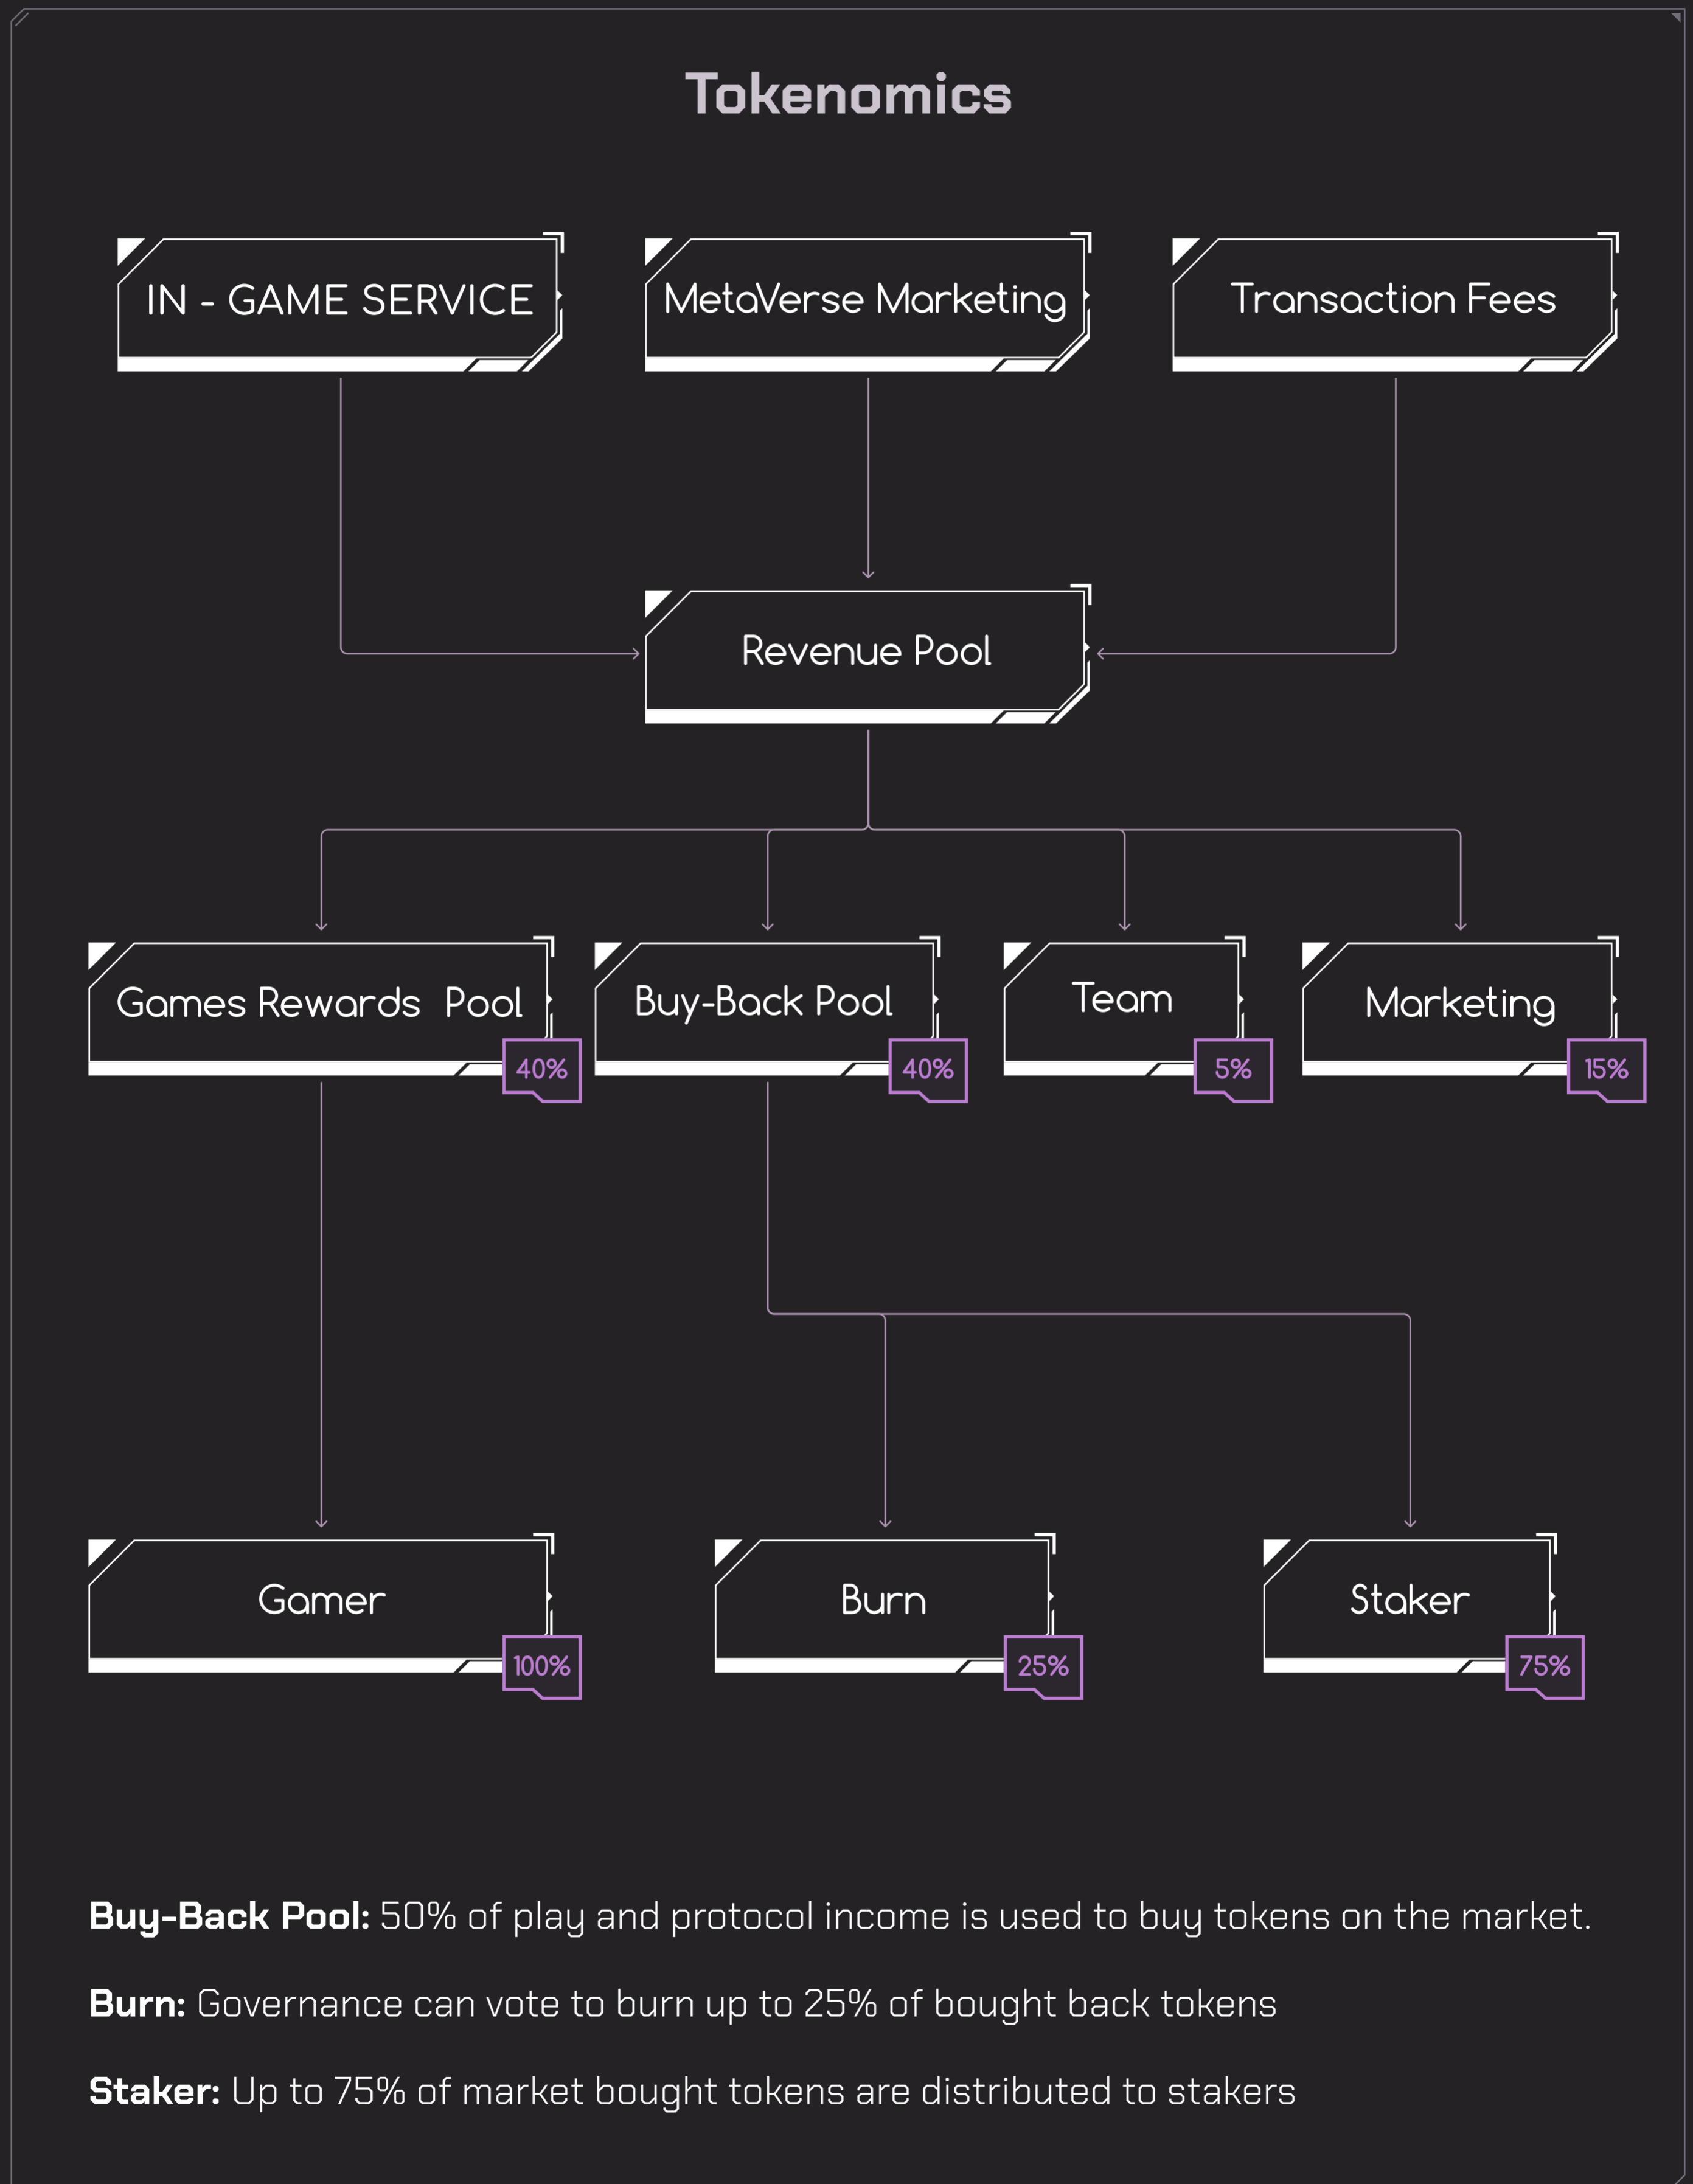 Tokenomics
IN - GAME SERVICE
MetaVerse Marketing
Transaction Fees
Revenue Pool
Games Rewards Pool
40%
Buy-Back Pool
40%
Team
5%
Marketing
15%
Gamer
100%
Burn
25%
Staker
75%
Buy-Back Pool: 50% of play and protocol income is used to buy tokens on the market.
Burn: Governance can vote to burn up to 25% of bought back tokens
Staker: Up to 75% of market bought tokens are distributed to stakers